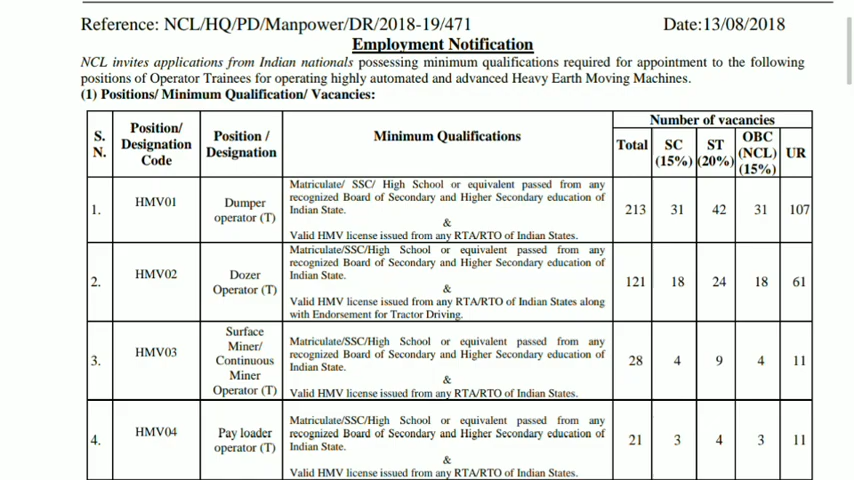 Reference: NCL/HQ/PD/Manpower/DR/2018-19/471 Date:13/08/2018
Employment Notification
NCL invites applications from Indian nationals possessing minimum qualifications required for appointment to the following
positions of Operator Trainees for operating highly automated and advanced Heavy Earth Moving Machines.
(1) Positions/ Minimum Qualification/ Vacancies:
S. N. Position/ Designation Code Position / Designation Minimum Qualifications Number of vacancies
Total SC (15%) ST (20%) OBC (NCL) (15%) UR
1. HMV01 Dumper operator (T) 213 31 42 31 107
Matriculate/ SSC/ High School or equivalent passed from any
recognized Board of Secondary and Higher Secondary education of
Indian State.
&
Valid HMV license issued from any RTA/RTO of Indian States.
2. HMV02 Dozer Operator (T) 121 18 24 18 61
Matriculate/SSC/High School or equivalent passed from any
recognized Board of Secondary and Higher Secondary education of
Indian State.
&
Valid HMV license issued from any RTA/RTO of Indian States along
with Endorsement for Tractor Driving.
3. HMV03 Surface Miner/ Continuous Miner Operator (T) 28 4 9 4 11
Matriculate/SSC/High School or equivalent passed from any
recognized Board of Secondary and Higher Secondary education of
Indian State.
&
Valid HMV license issued from any RTA/RTO of Indian States.
4. HMV04 Pay loader operator (T) 21 3 4 3 11
Matriculate/SSC/High School or equivalent passed from any
recognized Board of Secondary and Higher Secondary education of
Indian State.
&
Valid HMV license issued from any RTA/RTO of Indian States.